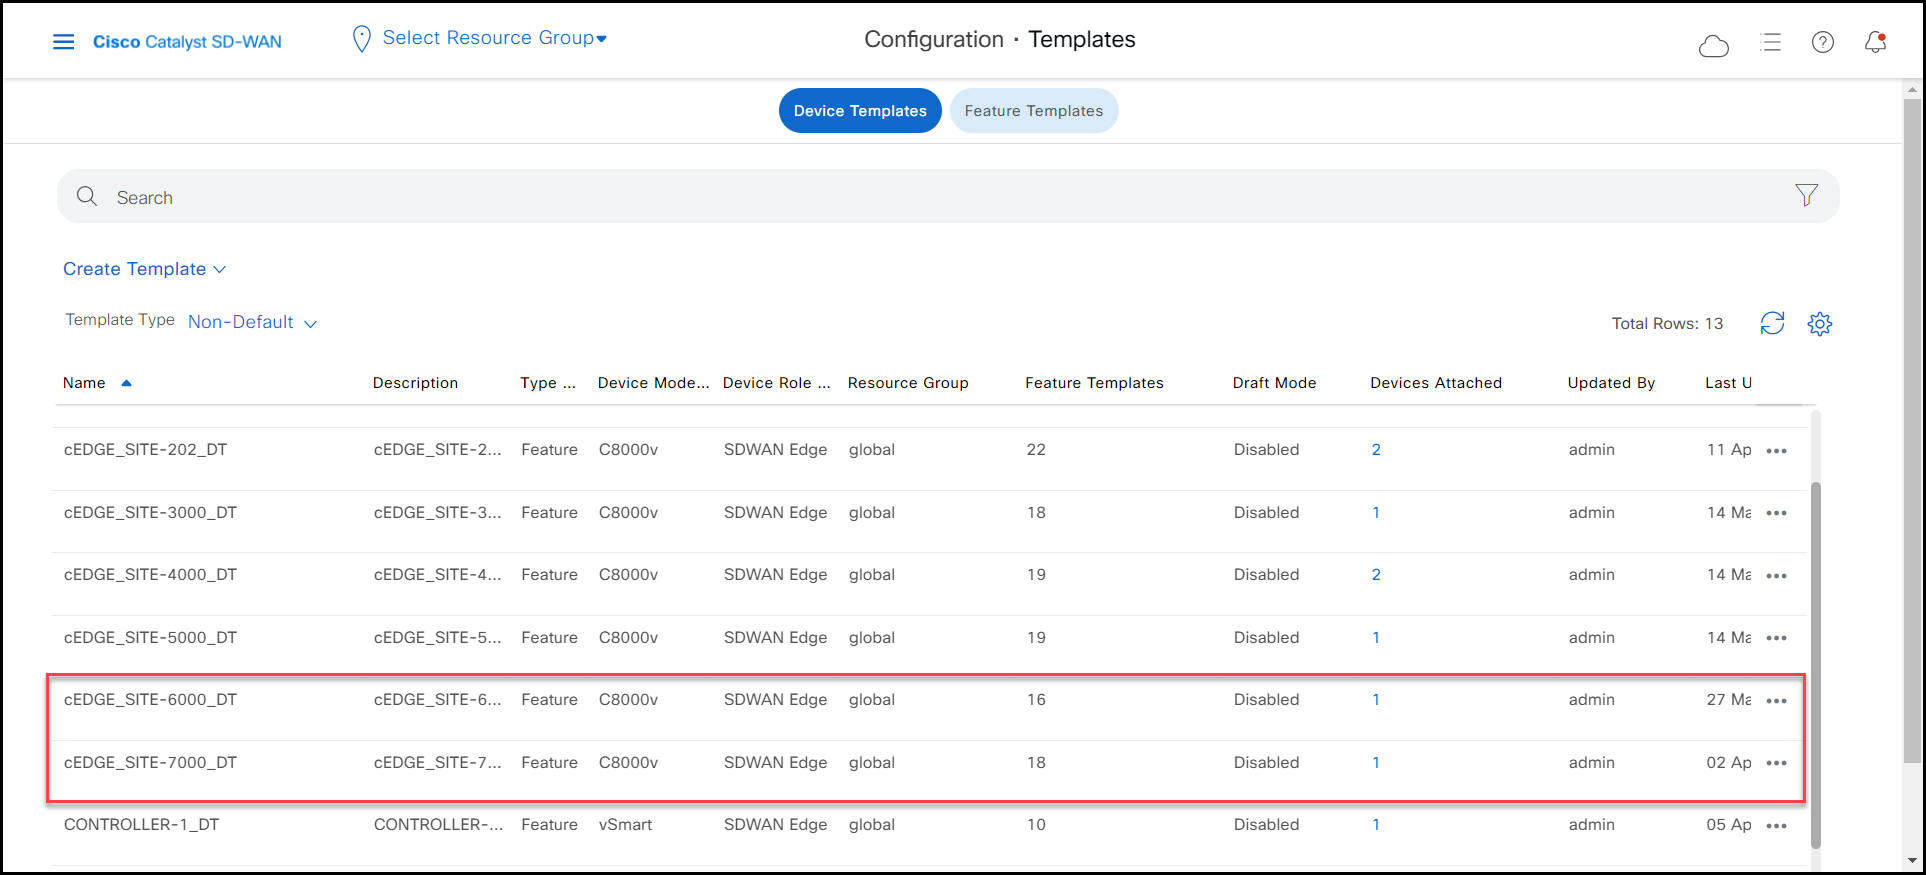 Cisco Catalyst SD-WAN Select Resource Group Configuration · Templates
Device Templates Feature Templates
Search
Create Template
Template Type Non-Default Total Rows: 13
Name Description Type ... Device Mode... Device Role ... Resource Group Feature Templates Draft Mode Devices Attached Updated By Last U
cEDGE_SITE-202_DT cEDGE_SITE-2... Feature C8000v SDWAN Edge global 22 Disabled 2 admin 11 Ap
cEDGE_SITE-3000_DT cEDGE_SITE-3... Feature C8000v SDWAN Edge global 18 Disabled 1 admin 14 Ma
cEDGE_SITE-4000_DT cEDGE_SITE-4... Feature C8000v SDWAN Edge global 19 Disabled 2 admin 14 Ma
cEDGE_SITE-5000_DT cEDGE_SITE-5... Feature C8000v SDWAN Edge global 19 Disabled 1 admin 14 Ma
cEDGE_SITE-6000_DT cEDGE_SITE-6... Feature C8000v SDWAN Edge global 16 Disabled 1 admin 27 Ma
cEDGE_SITE-7000_DT cEDGE_SITE-7... Feature C8000v SDWAN Edge global 18 Disabled 1 admin 02 Ap
CONTROLLER-1_DT CONTROLLER-... Feature vSmart SDWAN Edge global 10 Disabled 1 admin 05 Ap